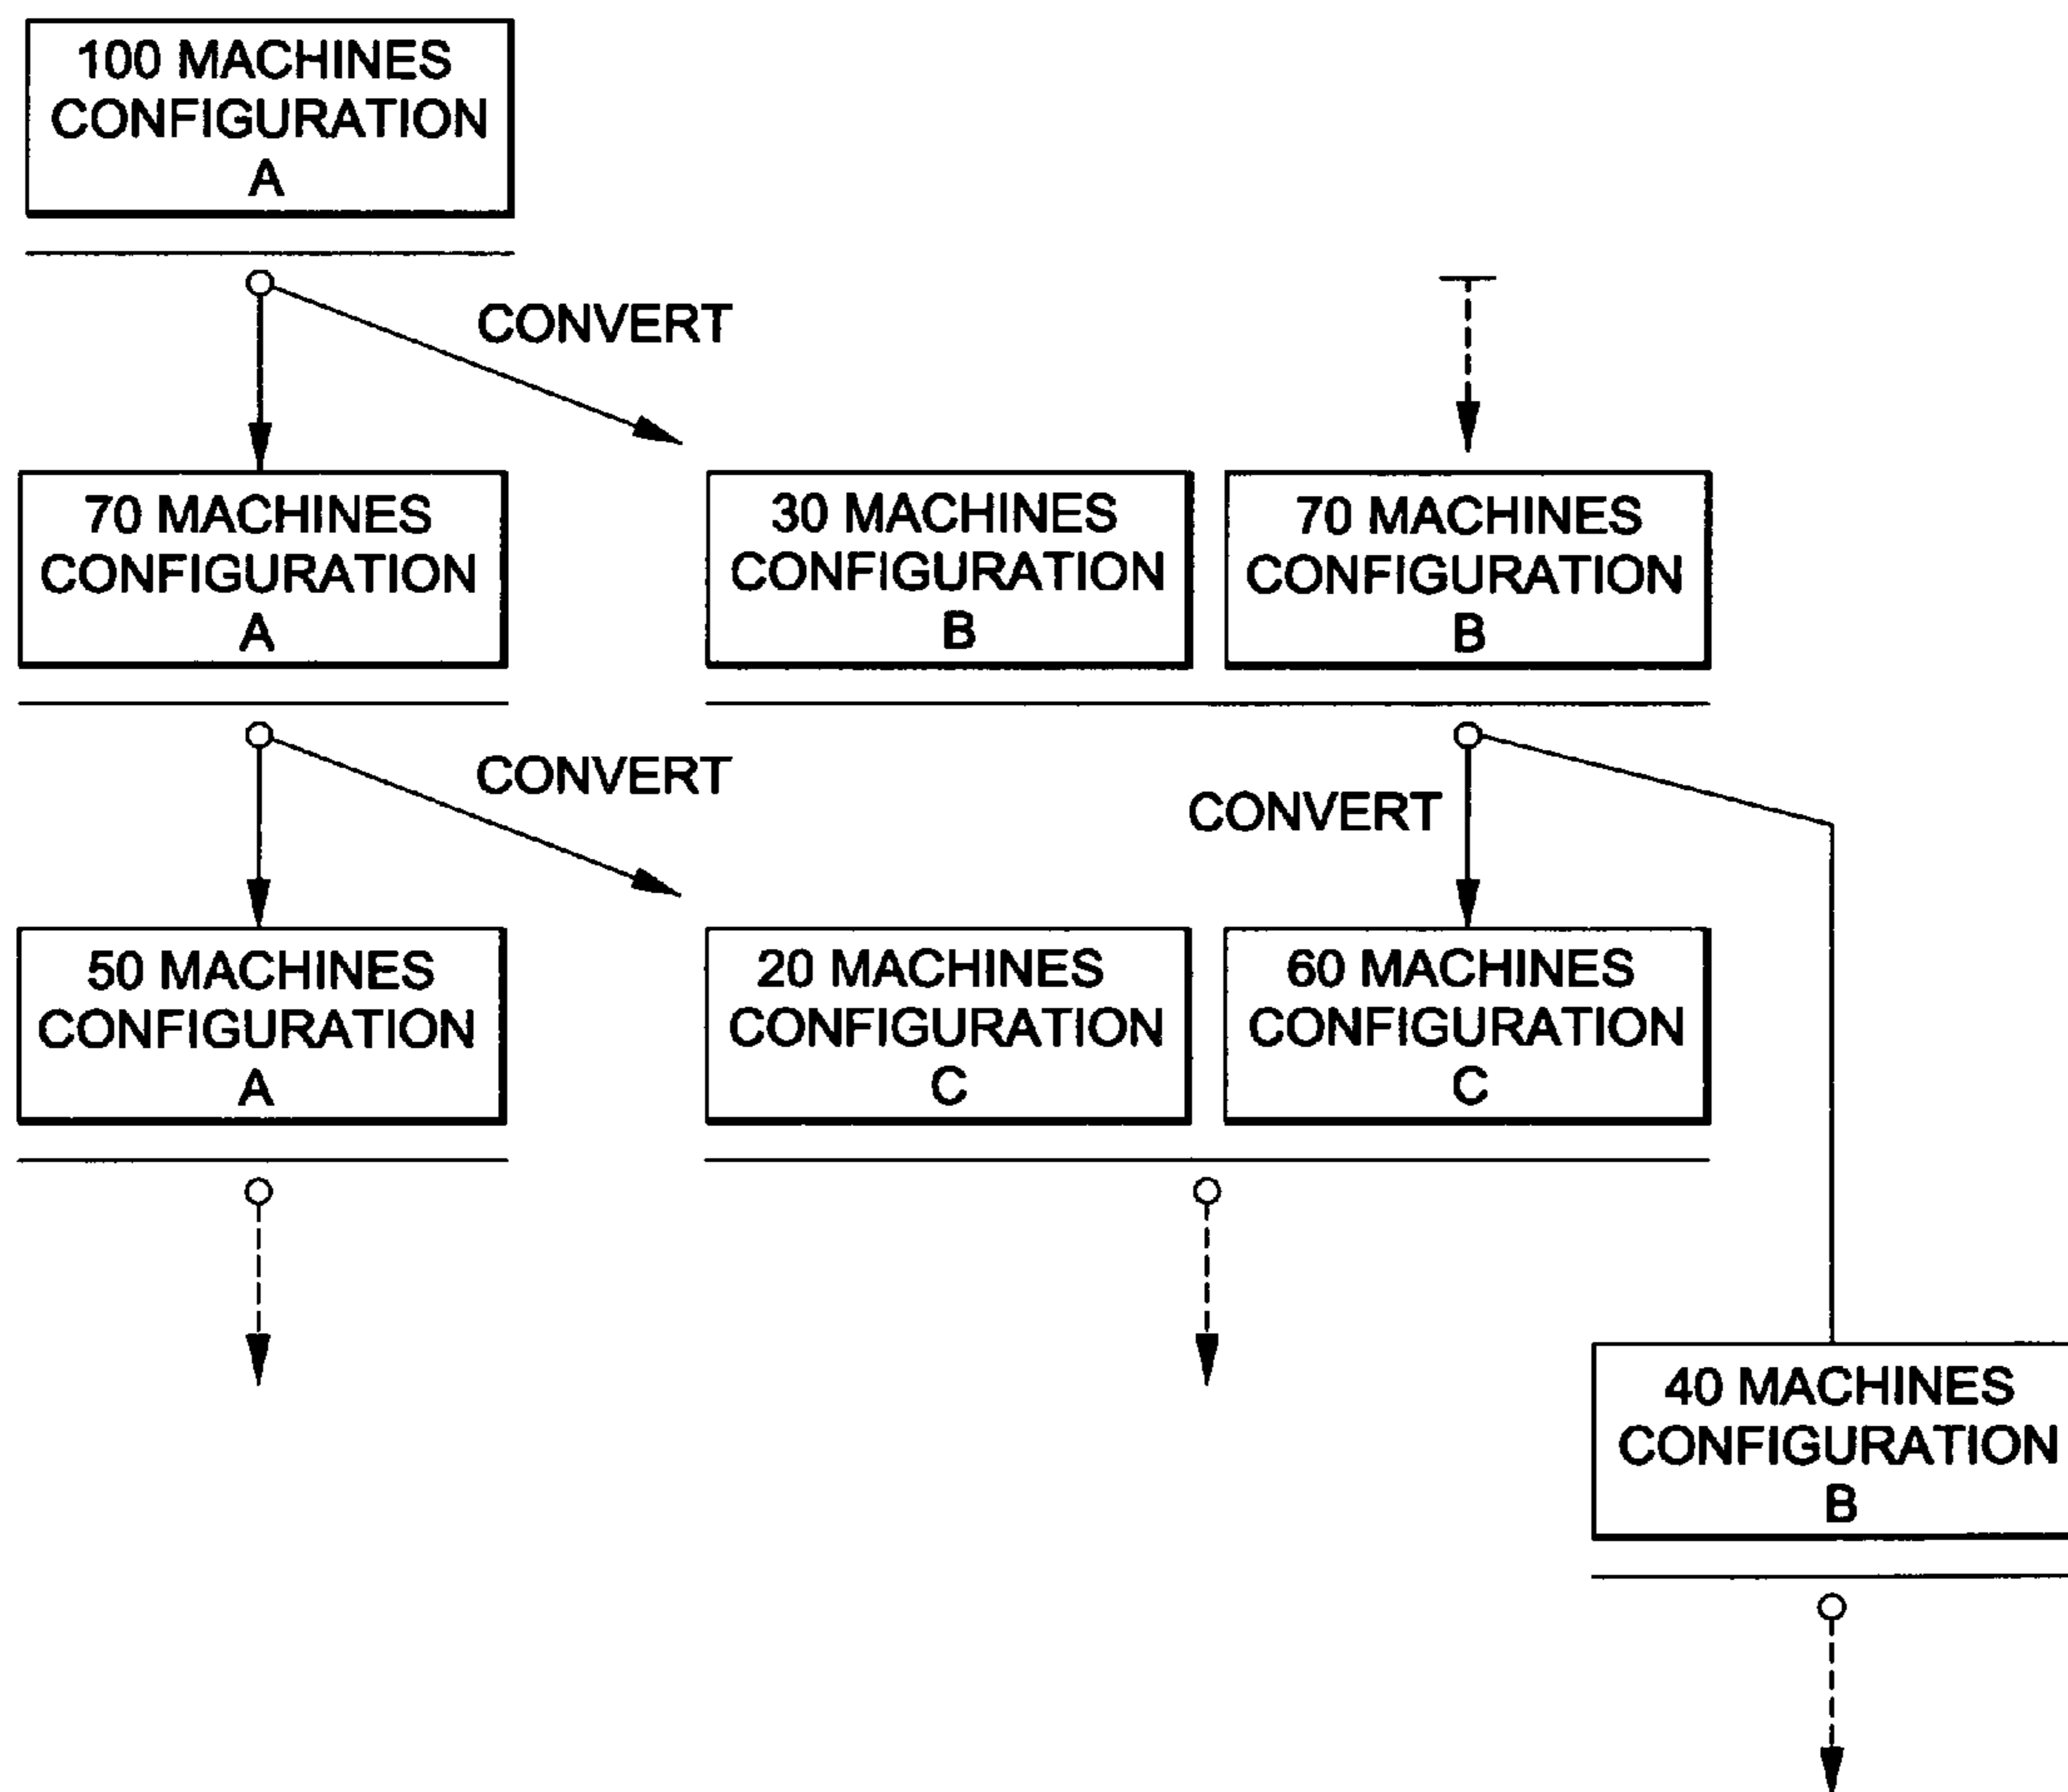 100 MACHINES
CONFIGURATION
A
CONVERT
70 MACHINES
CONFIGURATION
A
30 MACHINES
CONFIGURATION
B
70 MACHINES
CONFIGURATION
B
CONVERT
CONVERT
50 MACHINES
CONFIGURATION
A
20 MACHINES
CONFIGURATION
C
60 MACHINES
CONFIGURATION
C
40 MACHINES
CONFIGURATION
B